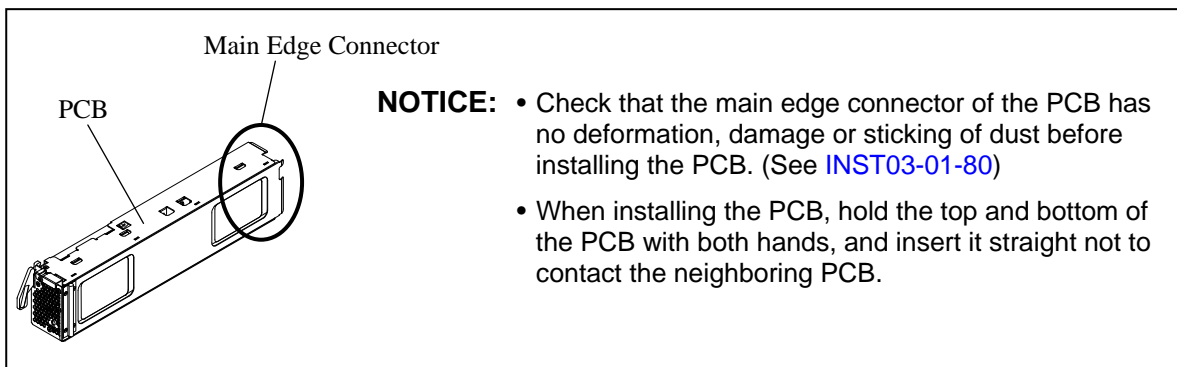 Main Edge Connector
PCB
NOTICE: • Check that the main edge connector of the PCB has
no deformation, damage or sticking of dust before
installing the PCB. (See INST03-01-80)
• When installing the PCB, hold the top and bottom of
the PCB with both hands, and insert it straight not to
contact the neighboring PCB.